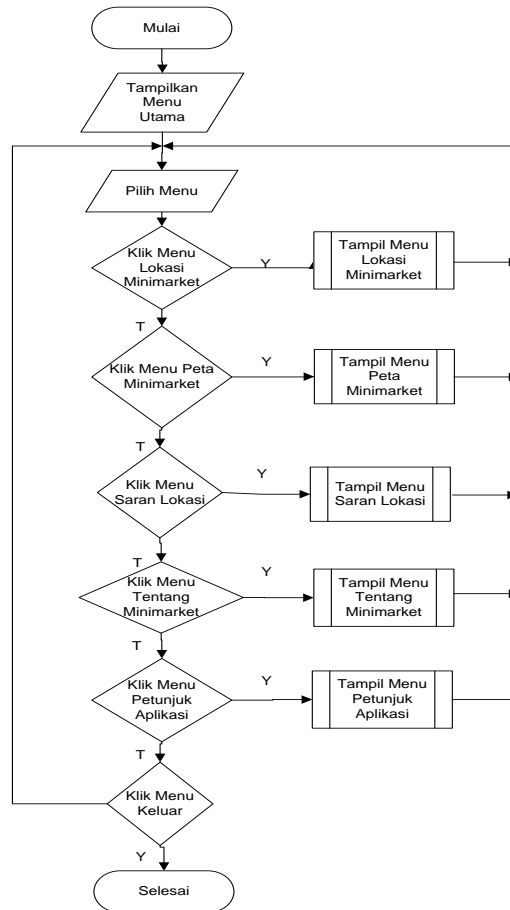 Mulai
Tampilkan
Menu
Utama
Pilih Menu
Klik Menu
Lokasi
Minimarket
Y
Tampil Menu
Lokasi
Minimarket
T
Klik Menu Peta
Minimarket
Y
Tampil Menu
Peta
Minimarket
T
Klik Menu
Saran Lokasi
Y
Tampil Menu
Saran Lokasi
T
Klik Menu
Tentang
Minimarket
Y
Tampil Menu
Tentang
Minimarket
T
Klik Menu
Petunjuk
Aplikasi
Y
Tampil Menu
Petunjuk
Aplikasi
T
Klik Menu
Keluar
Y
Selesai